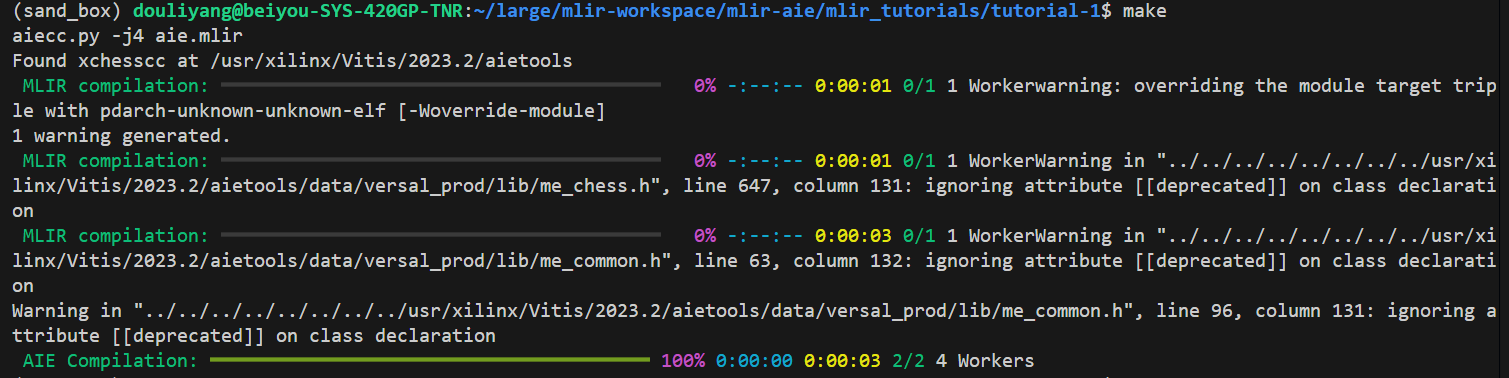 (sand_box) douliyang@beiyou-SYS-420GP-TNR:~/large/mlir-workspace/mlir-aie/mlir_tutorials/tutorial-1$ make
aiecc.py -j4 aie.mlir
Found xchesscc at /usr/xilinx/Vitis/2023.2/aietools
MLIR compilation: 0% -:--:-- 0:00:01 0/1 1 Workerwarning: overriding the module target trip
le with pdarch-unknown-unknown-elf [-Woverride-module]
1 warning generated.
MLIR compilation: 0% -:--:-- 0:00:01 0/1 1 WorkerWarning in "../../../../../../../../usr/xi
linx/Vitis/2023.2/aietools/data/versal_prod/lib/me_chess.h", line 647, column 131: ignoring attribute [[deprecated]] on class declarati
on
MLIR compilation: 0% -:--:-- 0:00:03 0/1 1 WorkerWarning in "../../../../../../../../usr/xi
linx/Vitis/2023.2/aietools/data/versal_prod/lib/me_common.h", line 63, column 132: ignoring attribute [[deprecated]] on class declarati
on
Warning in "../../../../../../../../usr/xilinx/Vitis/2023.2/aietools/data/versal_prod/lib/me_common.h", line 96, column 131: ignoring a
ttribute [[deprecated]] on class declaration
AIE Compilation: 100% 0:00:00 0:00:03 2/2 4 Workers